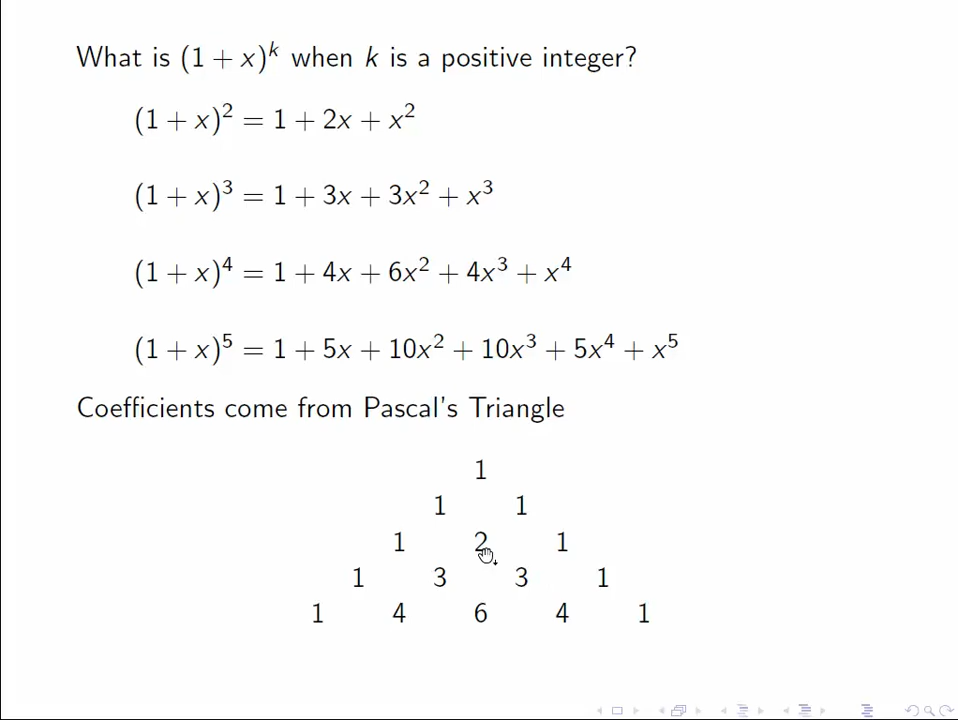 What is (1 + x)^k when k is a positive integer?
(1 + x)^2 = 1 + 2x + x^2
(1 + x)^3 = 1 + 3x + 3x^2 + x^3
(1 + x)^4 = 1 + 4x + 6x^2 + 4x^3 + x^4
(1 + x)^5 = 1 + 5x + 10x^2 + 10x^3 + 5x^4 + x^5
Coefficients come from Pascal's Triangle
1
1 1
1 2 1
1 3 3 1
1 4 6 4 1